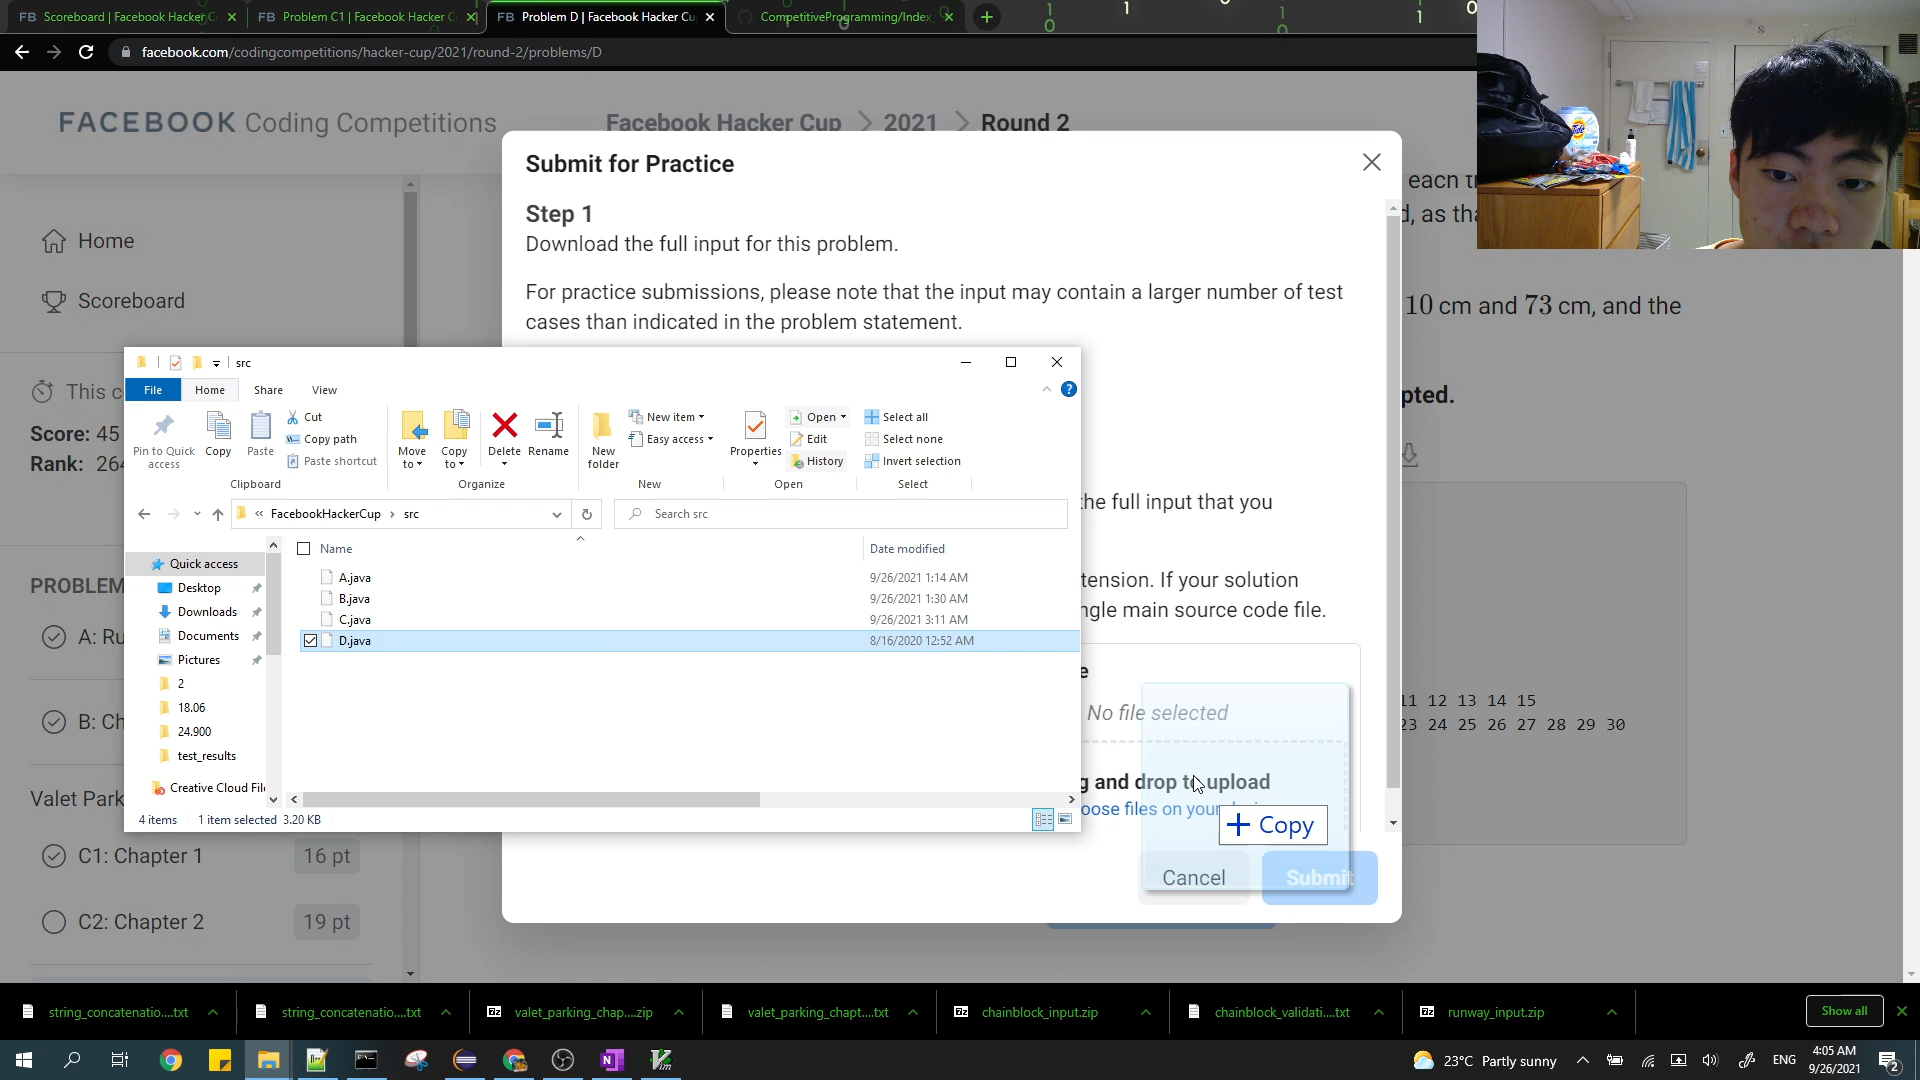 FB Scoreboard | Facebook Hacker C
FB Problem C1 | Facebook Hacker C
FB Problem D | Facebook Hacker Cu
CompetitiveProgramming/Index
facebook.com/codingcompetitions/hacker-cup/2021/round-2/problems/D
FACEBOOK Coding Competitions
Facebook Hacker Cup > 2021 > Round 2
Home
Scoreboard
This c
Score: 45
Rank: 264
PROBLEM
A: Ru
B: Ch
Valet Park
C1: Chapter 1 16 pt
C2: Chapter 2 19 pt
Submit for Practice
Step 1
Download the full input for this problem.
For practice submissions, please note that the input may contain a larger number of test
cases than indicated in the problem statement.
the full input that you
tension. If your solution
ngle main source code file.
No file selected
g and drop to upload
oose files on your
Copy
Cancel
Submit
10 cm and 73 cm, and the
pted.
11 12 13 14 15
23 24 25 26 27 28 29 30
src
File Home Share View
Pin to Quick
access
Copy
Paste
Cut
Copy path
Paste shortcut
Clipboard
Move
to
Copy
to
Delete
Rename
Organize
New
folder
New item
Easy access
New
Properties
Open
Edit
History
Open
Select all
Select none
Invert selection
Select
« FacebookHackerCup > src
Search src
Quick access
Desktop
Downloads
Documents
Pictures
2
18.06
24.900
test_results
Creative Cloud File
Name Date modified
A.java 9/26/2021 1:14 AM
B.java 9/26/2021 1:30 AM
C.java 9/26/2021 3:11 AM
D.java 8/16/2020 12:52 AM
4 items 1 item selected 3.20 KB
string_concatenatio....txt
string_concatenatio....txt
valet_parking_chap....zip
valet_parking_chapt....txt
chainblock_input.zip
chainblock_validati....txt
runway_input.zip
Show all
23°C Partly sunny
ENG
4:05 AM
9/26/2021
2